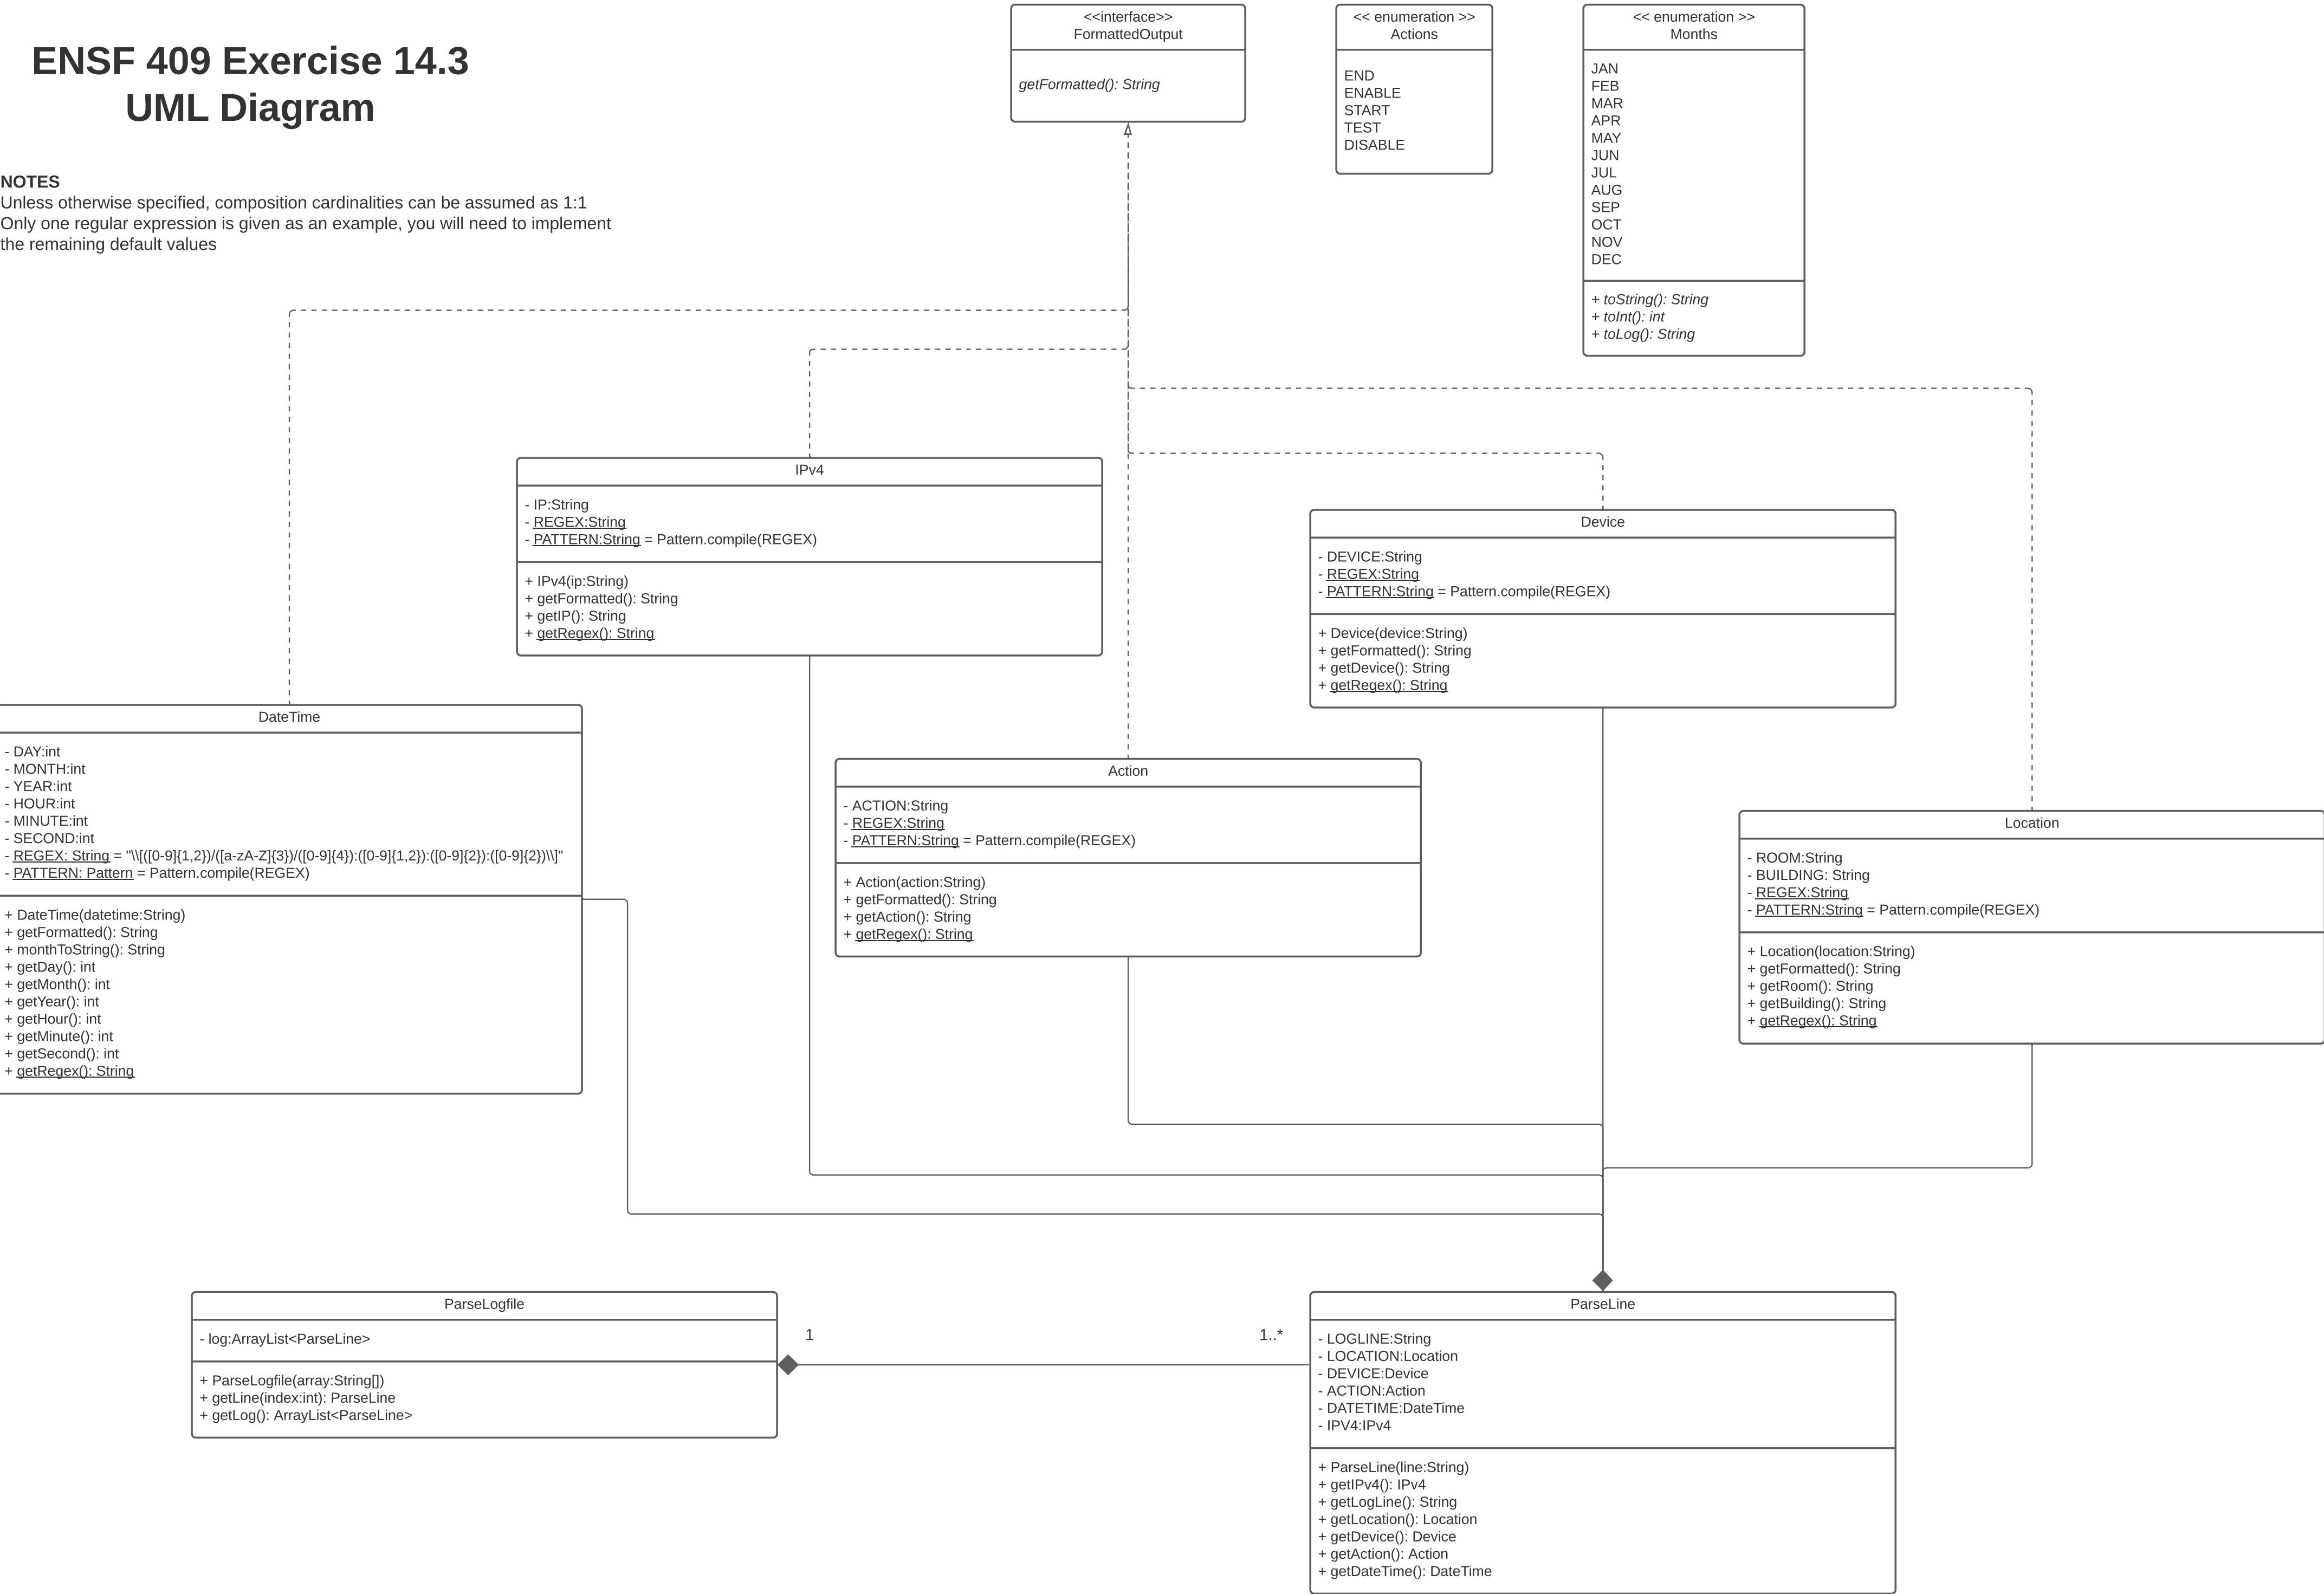 ENSF 409 Exercise 14.3
UML Diagram
NOTES
Unless otherwise specified, composition cardinalities can be assumed as 1:1
Only one regular expression is given as an example, you will need to implement
the remaining default values
<<interface>>
FormattedOutput
getFormatted(): String
<< enumeration >>
Actions
END
ENABLE
START
TEST
DISABLE
<< enumeration >>
Months
JAN
FEB
MAR
APR
MAY
JUN
JUL
AUG
SEP
OCT
NOV
DEC
+ toString(): String
+ toInt(): int
+ toLog(): String
IPv4
- IP:String
- REGEX:String
- PATTERN:String = Pattern.compile(REGEX)
+ IPv4(ip:String)
+ getFormatted(): String
+ getIP(): String
+ getRegex(): String
Device
- DEVICE:String
- REGEX:String
- PATTERN:String = Pattern.compile(REGEX)
+ Device(device:String)
+ getFormatted(): String
+ getDevice(): String
+ getRegex(): String
DateTime
- DAY:int
- MONTH:int
- YEAR:int
- HOUR:int
- MINUTE:int
- SECOND:int
- REGEX: String = "\\[([0-9]{1,2})/([a-zA-Z]{3})/([0-9]{4}):([0-9]{1,2}):([0-9]{2}):([0-9]{2})\\]"
- PATTERN: Pattern = Pattern.compile(REGEX)
+ DateTime(datetime:String)
+ getFormatted(): String
+ monthToString(): String
+ getDay(): int
+ getMonth(): int
+ getYear(): int
+ getHour(): int
+ getMinute(): int
+ getSecond(): int
+ getRegex(): String
Action
- ACTION:String
- REGEX:String
- PATTERN:String = Pattern.compile(REGEX)
+ Action(action:String)
+ getFormatted(): String
+ getAction(): String
+ getRegex(): String
Location
- ROOM:String
- BUILDING: String
- REGEX:String
- PATTERN:String = Pattern.compile(REGEX)
+ Location(location:String)
+ getFormatted(): String
+ getRoom(): String
+ getBuilding(): String
+ getRegex(): String
ParseLogfile
- log:ArrayList<ParseLine>
+ ParseLogfile(array:String[])
+ getLine(index:int): ParseLine
+ getLog(): ArrayList<ParseLine>
1
1..*
ParseLine
- LOGLINE:String
- LOCATION:Location
- DEVICE:Device
- ACTION:Action
- DATETIME:DateTime
- IPV4:IPv4
+ ParseLine(line:String)
+ getIPv4(): IPv4
+ getLogLine(): String
+ getLocation(): Location
+ getDevice(): Device
+ getAction(): Action
+ getDateTime(): DateTime